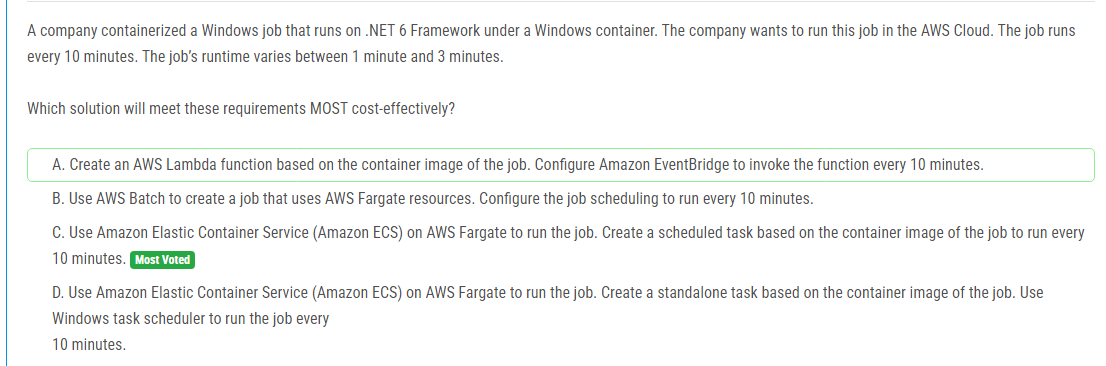 A company containerized a Windows job that runs on .NET 6 Framework under a Windows container. The company wants to run this job in the AWS Cloud. The job runs
every 10 minutes. The job's runtime varies between 1 minute and 3 minutes.
Which solution will meet these requirements MOST cost-effectively?
A. Create an AWS Lambda function based on the container image of the job. Configure Amazon EventBridge to invoke the function every 10 minutes.
B. Use AWS Batch to create a job that uses AWS Fargate resources. Configure the job scheduling to run every 10 minutes.
C. Use Amazon Elastic Container Service (Amazon ECS) on AWS Fargate to run the job. Create a scheduled task based on the container image of the job to run every
10 minutes. Most Voted
D. Use Amazon Elastic Container Service (Amazon ECS) on AWS Fargate to run the job. Create a standalone task based on the container image of the job. Use
Windows task scheduler to run the job every
10 minutes.